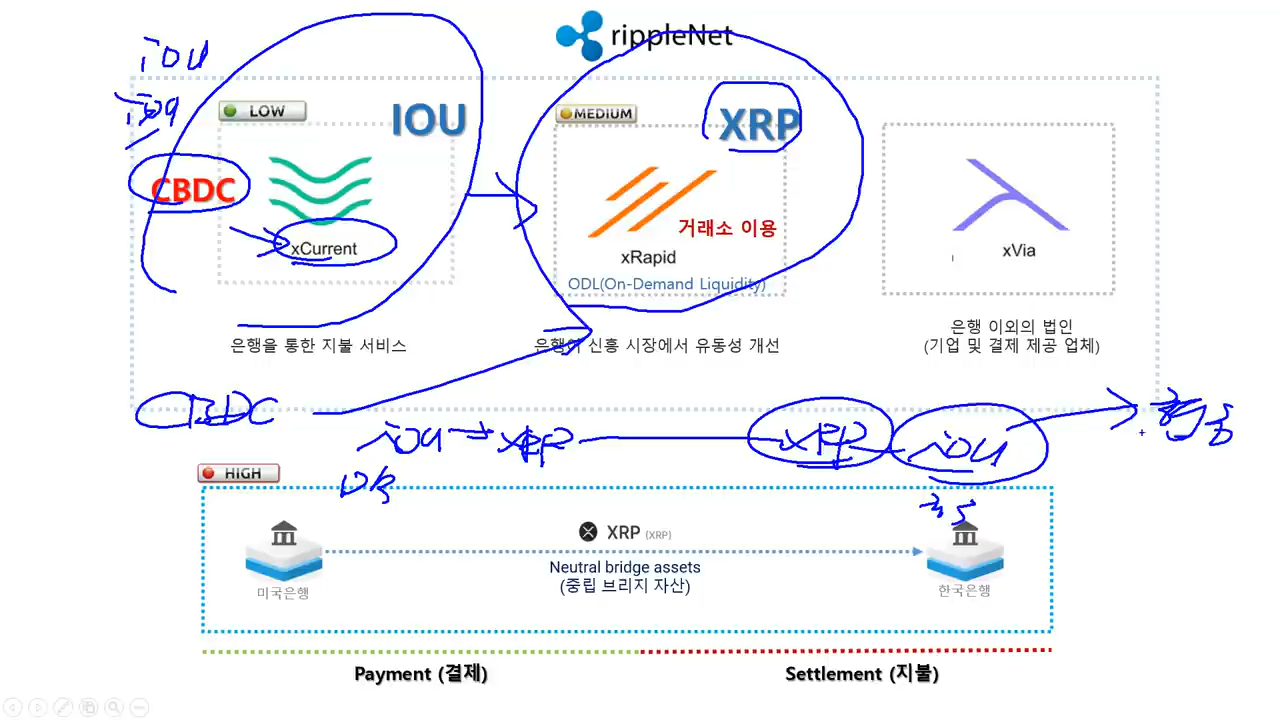 rippleNet
iOU
iOU
LOW
IOU
CBDC
xCurrent
은행을 통한 지불 서비스
MEDIUM
XRP
거래소 이용
xRapid
ODL(On-Demand Liquidity)
은행이 신흥 시장에서 유동성 개선
xVia
은행 이외의 법인
(기업 및 결제 제공 업체)
CBDC
iOU → XRP
XRP
iOU
HIGH
XRP (XRP)
Neutral bridge assets
(중립 브리지 자산)
미국은행
한국은행
Payment (결제)
Settlement (지불)